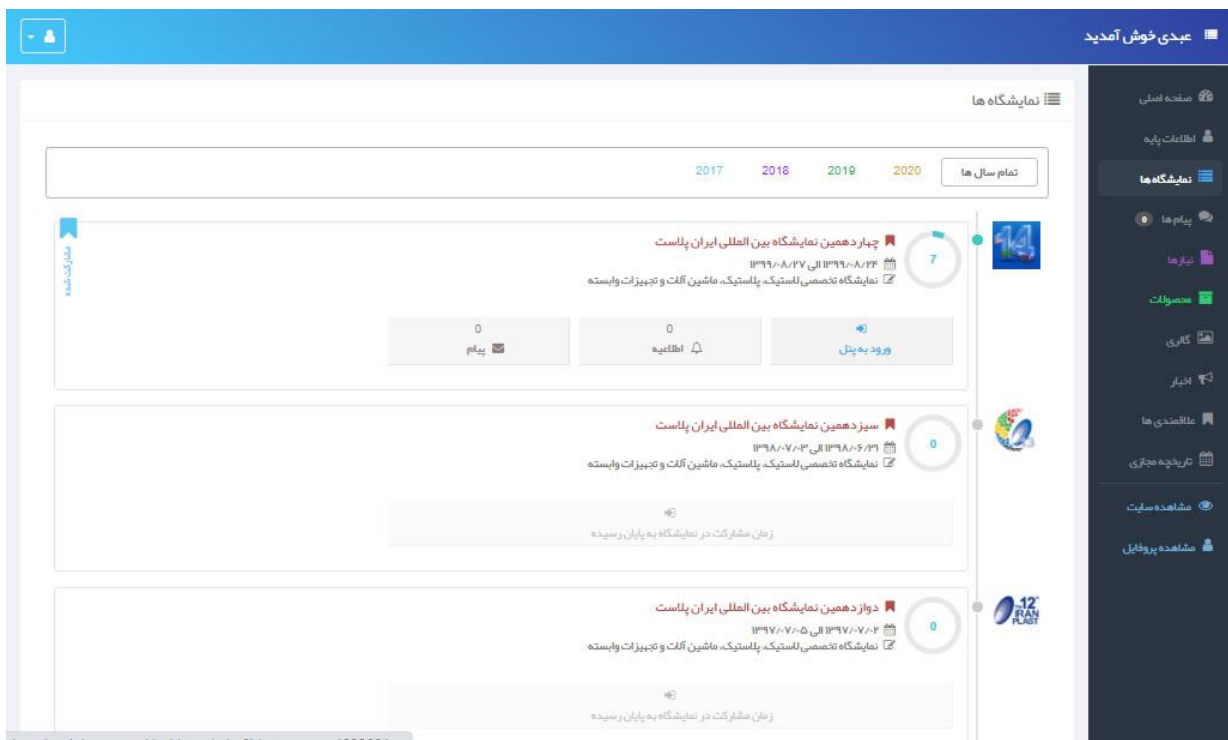 عبدی خوش آمدید
صفحه اصلی
اطلاعات پایه
نمایشگاه ها
پیام ها 0
نیازها
محصولات
گالری
اخبار
علاقمندی ها
تاریخچه مجازی
مشاهده سایت
مشاهده پروفایل
نمایشگاه ها
تمام سال ها 2020 2019 2018 2017
مشارکت شده
14
7
چهاردهمین نمایشگاه بین المللی ایران پلاست
۱۳۹۹/۰۸/۲۴ الی ۱۳۹۹/۰۸/۲۷
نمایشگاه تخصصی لاستیک، پلاستیک، ماشین آلات و تجهیزات وابسته
ورود به پنل
0
اطلاعیه
0
پیام
0
سیزدهمین نمایشگاه بین المللی ایران پلاست
۱۳۹۸/۰۶/۳۱ الی ۱۳۹۸/۰۷/۰۳
نمایشگاه تخصصی لاستیک، پلاستیک، ماشین آلات و تجهیزات وابسته
زمان مشارکت در نمایشگاه به پایان رسیده
12
IRAN
PLAST
0
دوازدهمین نمایشگاه بین المللی ایران پلاست
۱۳۹۷/۰۷/۰۲ الی ۱۳۹۷/۰۷/۰۵
نمایشگاه تخصصی لاستیک، پلاستیک، ماشین آلات و تجهیزات وابسته
زمان مشارکت در نمایشگاه به پایان رسیده